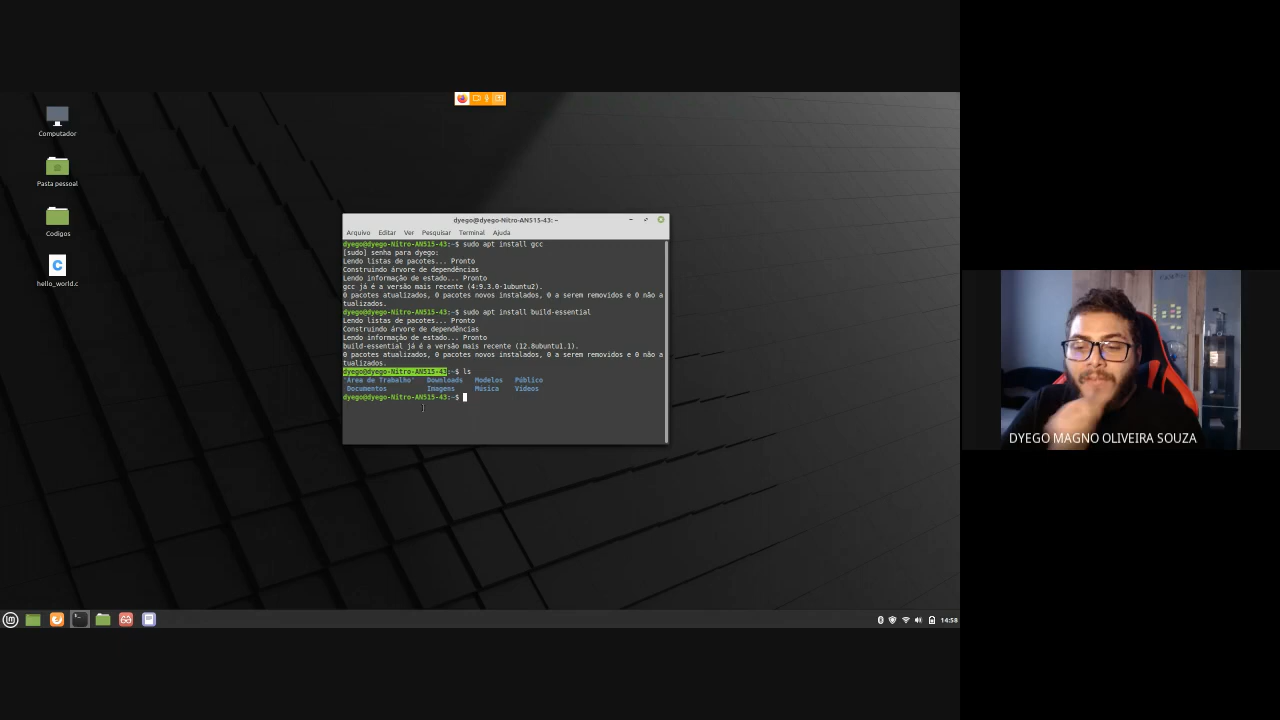 Computador
Pasta pessoal
Codigos
C
hello_world.c
dyego@dyego-Nitro-AN515-43: ~
Arquivo Editar Ver Pesquisar Terminal Ajuda
dyego@dyego-Nitro-AN515-43:~$ sudo apt install gcc
[sudo] senha para dyego:
Lendo listas de pacotes... Pronto
Construindo árvore de dependências
Lendo informação de estado... Pronto
gcc já é a versão mais recente (4:9.3.0-1ubuntu2).
0 pacotes atualizados, 0 pacotes novos instalados, 0 a serem removidos e 0 não a
tualizados.
dyego@dyego-Nitro-AN515-43:~$ sudo apt install build-essential
Lendo listas de pacotes... Pronto
Construindo árvore de dependências
Lendo informação de estado... Pronto
build-essential já é a versão mais recente (12.8ubuntu1.1).
0 pacotes atualizados, 0 pacotes novos instalados, 0 a serem removidos e 0 não a
tualizados.
dyego@dyego-Nitro-AN515-43:~$ ls
'Área de Trabalho' Downloads Modelos Público
Documentos Imagens Música Vídeos
dyego@dyego-Nitro-AN515-43:~$
14:58
DYEGO MAGNO OLIVEIRA SOUZA